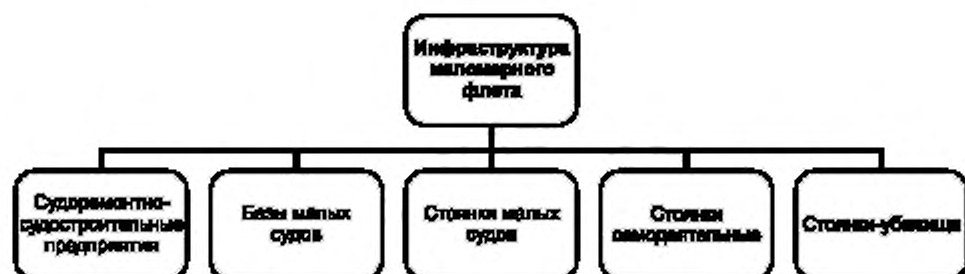 Инфраструктура
маломерного
флота
Судоремонтно-
судостроительные
предприятия
Базы малых
судов
Стоянки малых
судов
Стоянки
самодеятельные
Стоянки-убежища